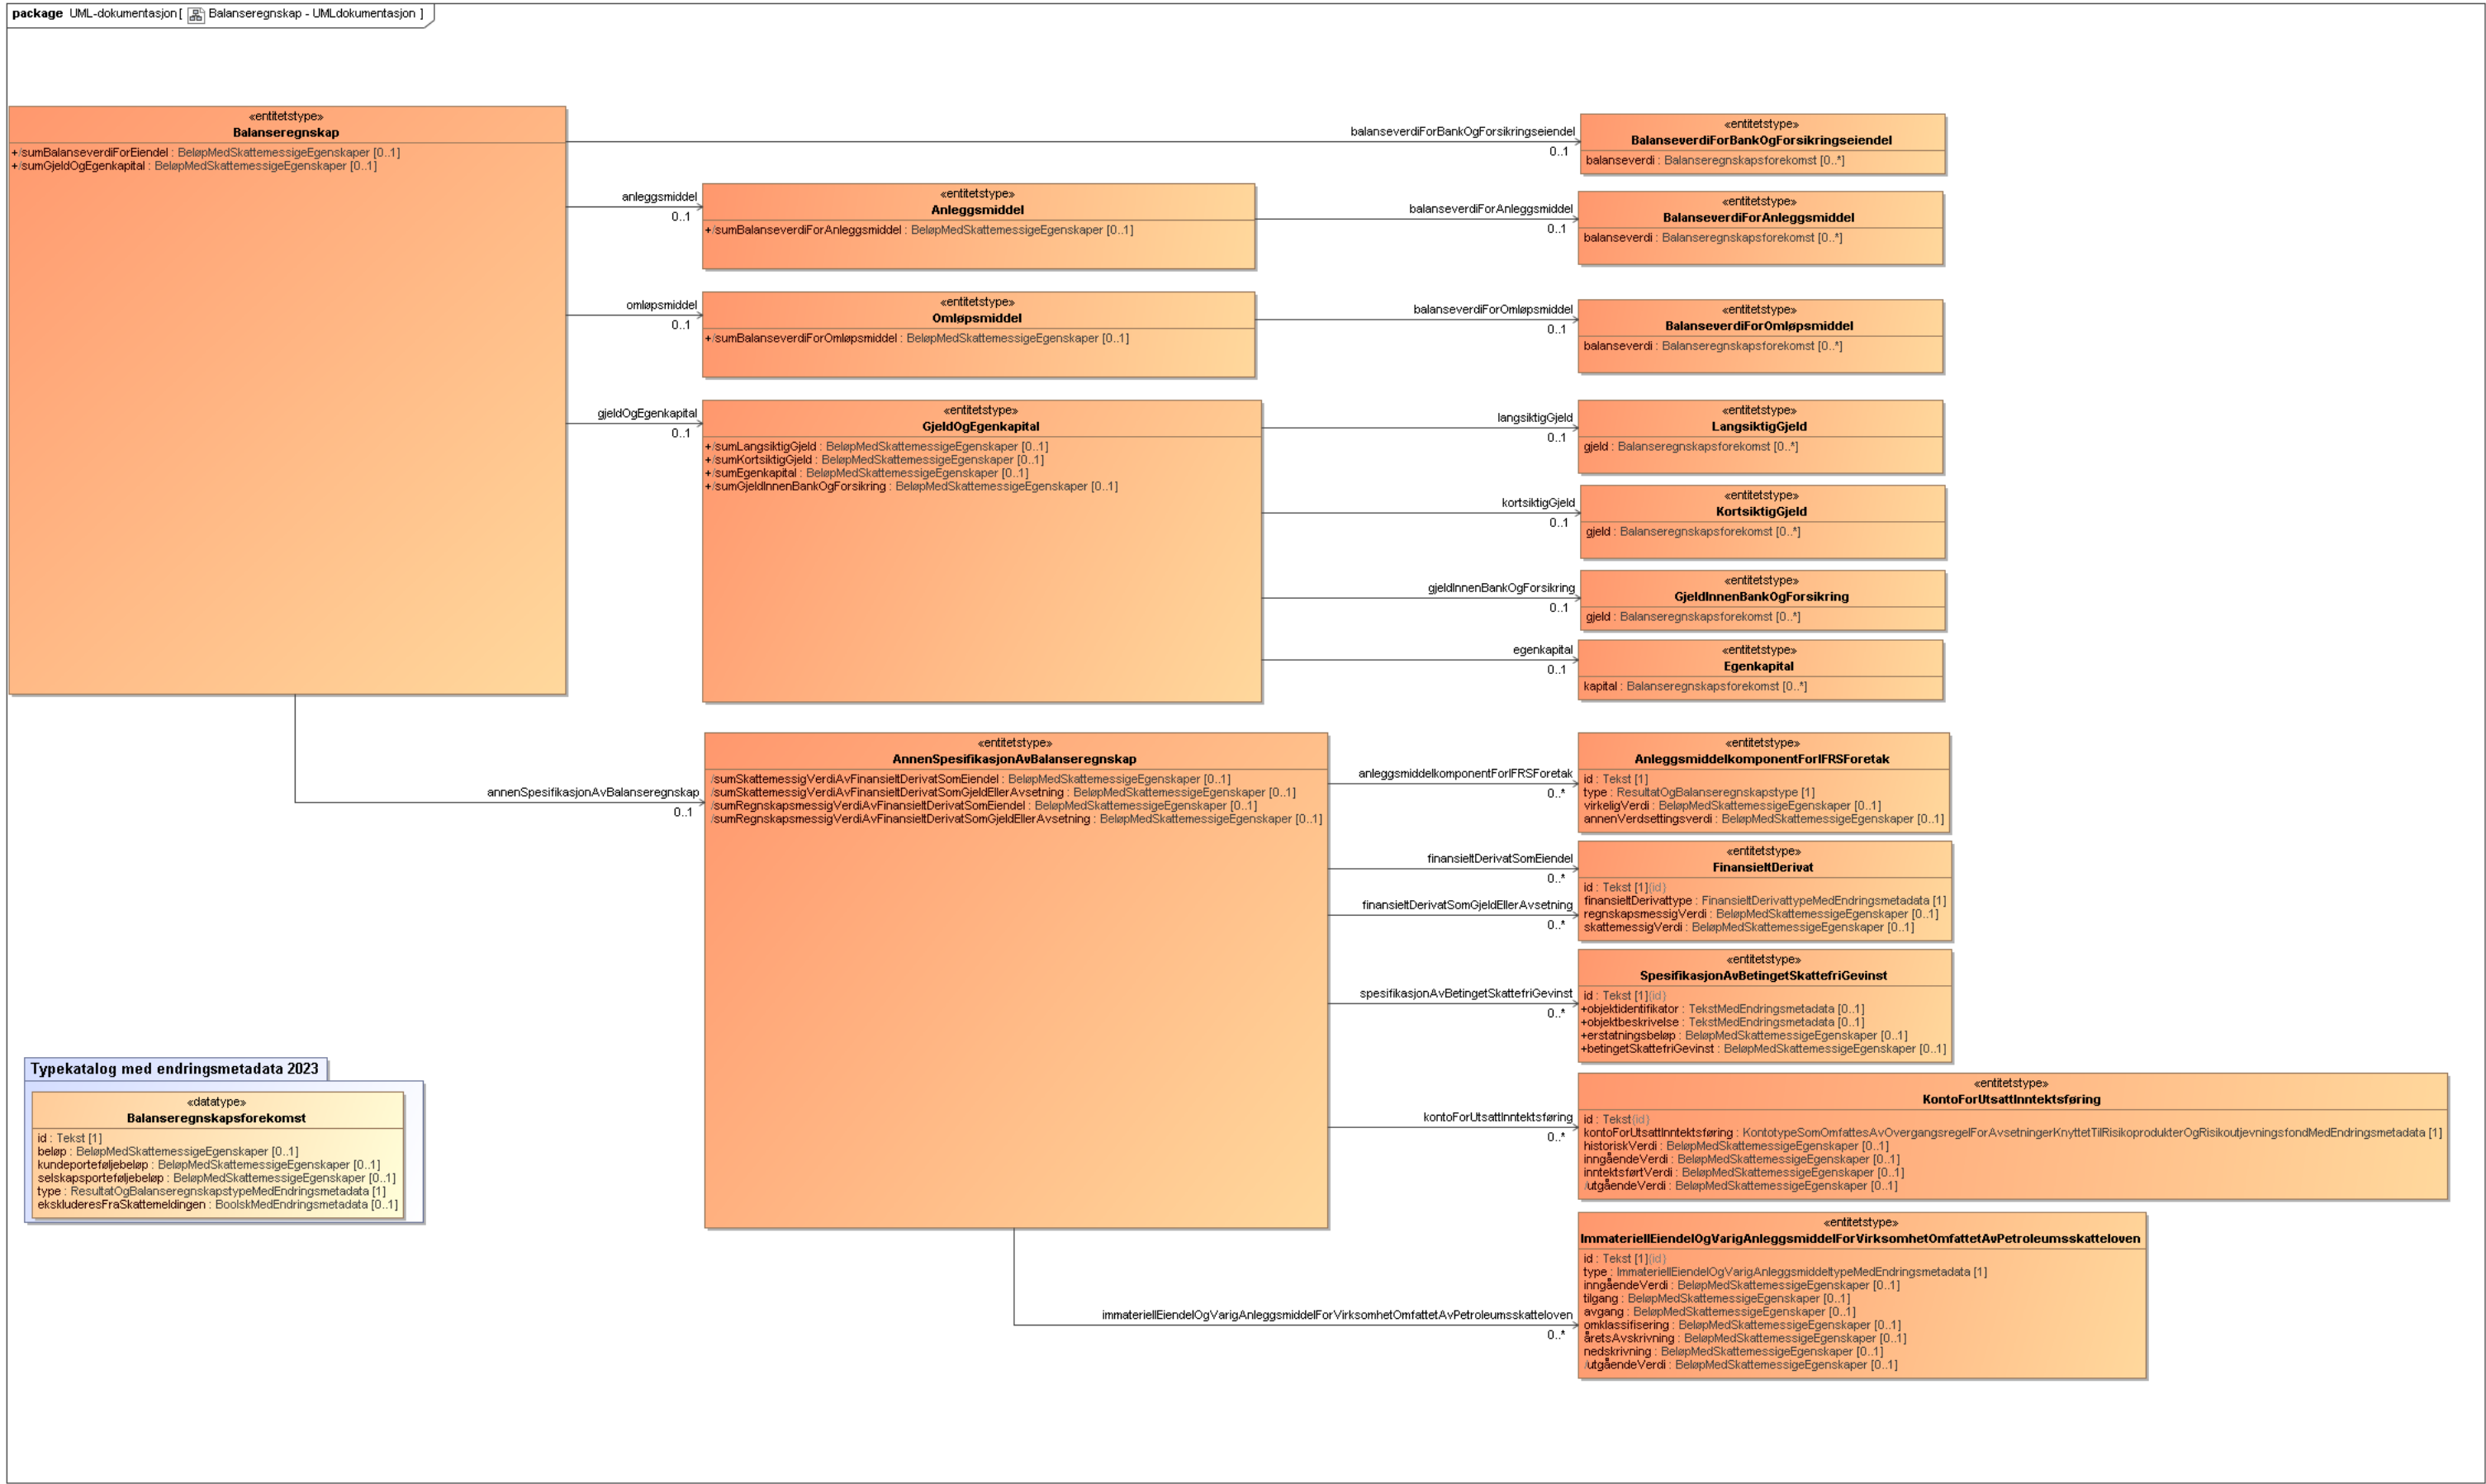 package UML-dokumentasjon [ Balanseregnskap - UMLdokumentasjon ]
«entitetstype»
Balanseregnskap
+/sumBalanseverdiForEiendel : BeløpMedSkattemessigeEgenskaper [0..1]
+/sumGjeldOgEgenkapital : BeløpMedSkattemessigeEgenskaper [0..1]
balanseverdiForBankOgForsikringseiendel
0..1
«entitetstype»
BalanseverdiForBankOgForsikringseiendel
balanseverdi : Balanseregnskapsforekomst [0..*]
anleggsmiddel
0..1
«entitetstype»
Anleggsmiddel
+/sumBalanseverdiForAnleggsmiddel : BeløpMedSkattemessigeEgenskaper [0..1]
balanseverdiForAnleggsmiddel
0..1
«entitetstype»
BalanseverdiForAnleggsmiddel
balanseverdi : Balanseregnskapsforekomst [0..*]
omløpsmiddel
0..1
«entitetstype»
Omløpsmiddel
+/sumBalanseverdiForOmløpsmiddel : BeløpMedSkattemessigeEgenskaper [0..1]
balanseverdiForOmløpsmiddel
0..1
«entitetstype»
BalanseverdiForOmløpsmiddel
balanseverdi : Balanseregnskapsforekomst [0..*]
gjeldOgEgenkapital
0..1
«entitetstype»
GjeldOgEgenkapital
+/sumLangsiktigGjeld : BeløpMedSkattemessigeEgenskaper [0..1]
+/sumKortsiktigGjeld : BeløpMedSkattemessigeEgenskaper [0..1]
+/sumEgenkapital : BeløpMedSkattemessigeEgenskaper [0..1]
+/sumGjeldInnenBankOgForsikring : BeløpMedSkattemessigeEgenskaper [0..1]
langsiktigGjeld
0..1
«entitetstype»
LangsiktigGjeld
gjeld : Balanseregnskapsforekomst [0..*]
kortsiktigGjeld
0..1
«entitetstype»
KortsiktigGjeld
gjeld : Balanseregnskapsforekomst [0..*]
gjeldInnenBankOgForsikring
0..1
«entitetstype»
GjeldInnenBankOgForsikring
gjeld : Balanseregnskapsforekomst [0..*]
egenkapital
0..1
«entitetstype»
Egenkapital
kapital : Balanseregnskapsforekomst [0..*]
annenSpesifikasjonAvBalanseregnskap
0..1
«entitetstype»
AnnenSpesifikasjonAvBalanseregnskap
/sumSkattemessigVerdiAvFinansieltDerivatSomEiendel : BeløpMedSkattemessigeEgenskaper [0..1]
/sumSkattemessigVerdiAvFinansieltDerivatSomGjeldEllerAvsetning : BeløpMedSkattemessigeEgenskaper [0..1]
/sumRegnskapsmessigVerdiAvFinansieltDerivatSomEiendel : BeløpMedSkattemessigeEgenskaper [0..1]
/sumRegnskapsmessigVerdiAvFinansieltDerivatSomGjeldEllerAvsetning : BeløpMedSkattemessigeEgenskaper [0..1]
anleggsmiddelkomponentForIFRSForetak
0..*
«entitetstype»
AnleggsmiddelkomponentForIFRSForetak
id : Tekst [1]
type : ResultatOgBalanseregnskapstype [1]
virkeligVerdi : BeløpMedSkattemessigeEgenskaper [0..1]
annenVerdsettingsverdi : BeløpMedSkattemessigeEgenskaper [0..1]
finansieltDerivatSomEiendel
0..*
finansieltDerivatSomGjeldEllerAvsetning
0..*
«entitetstype»
FinansieltDerivat
id : Tekst [1]{id}
finansieltDerivattype : FinansieltDerivattypeMedEndringsmetadata [1]
regnskapsmessigVerdi : BeløpMedSkattemessigeEgenskaper [0..1]
skattemessigVerdi : BeløpMedSkattemessigeEgenskaper [0..1]
spesifikasjonAvBetingetSkattefriGevinst
0..*
«entitetstype»
SpesifikasjonAvBetingetSkattefriGevinst
id : Tekst [1]{id}
+objektidentifikator : TekstMedEndringsmetadata [0..1]
+objektbeskrivelse : TekstMedEndringsmetadata [0..1]
+erstatningsbeløp : BeløpMedSkattemessigeEgenskaper [0..1]
+betingetSkattefriGevinst : BeløpMedSkattemessigeEgenskaper [0..1]
kontoForUtsattInntektsføring
0..*
«entitetstype»
KontoForUtsattInntektsføring
id : Tekst{id}
kontoForUtsattInntektsføring : KontotypeSomOmfattesAvOvergangsregelForAvsetningerKnyttetTilRisikoprodukterOgRisikoutjevningsfondMedEndringsmetadata [1]
historiskVerdi : BeløpMedSkattemessigeEgenskaper [0..1]
inngåendeVerdi : BeløpMedSkattemessigeEgenskaper [0..1]
inntektsførtVerdi : BeløpMedSkattemessigeEgenskaper [0..1]
/utgåendeVerdi : BeløpMedSkattemessigeEgenskaper [0..1]
immateriellEiendelOgVarigAnleggsmiddelForVirksomhetOmfattetAvPetroleumsskatteloven
0..*
«entitetstype»
ImmateriellEiendelOgVarigAnleggsmiddelForVirksomhetOmfattetAvPetroleumsskatteloven
id : Tekst [1]{id}
type : ImmateriellEiendelOgVarigAnleggsmiddeltypeMedEndringsmetadata [1]
inngåendeVerdi : BeløpMedSkattemessigeEgenskaper [0..1]
tilgang : BeløpMedSkattemessigeEgenskaper [0..1]
avgang : BeløpMedSkattemessigeEgenskaper [0..1]
omklassifisering : BeløpMedSkattemessigeEgenskaper [0..1]
åretsAvskrivning : BeløpMedSkattemessigeEgenskaper [0..1]
nedskrivning : BeløpMedSkattemessigeEgenskaper [0..1]
/utgåendeVerdi : BeløpMedSkattemessigeEgenskaper [0..1]
Typekatalog med endringsmetadata 2023
«datatype»
Balanseregnskapsforekomst
id : Tekst [1]
beløp : BeløpMedSkattemessigeEgenskaper [0..1]
kundeporteføljebeløp : BeløpMedSkattemessigeEgenskaper [0..1]
selskapsporteføljebeløp : BeløpMedSkattemessigeEgenskaper [0..1]
type : ResultatOgBalanseregnskapstypeMedEndringsmetadata [1]
ekskluderesFraSkattemeldingen : BoolskMedEndringsmetadata [0..1]